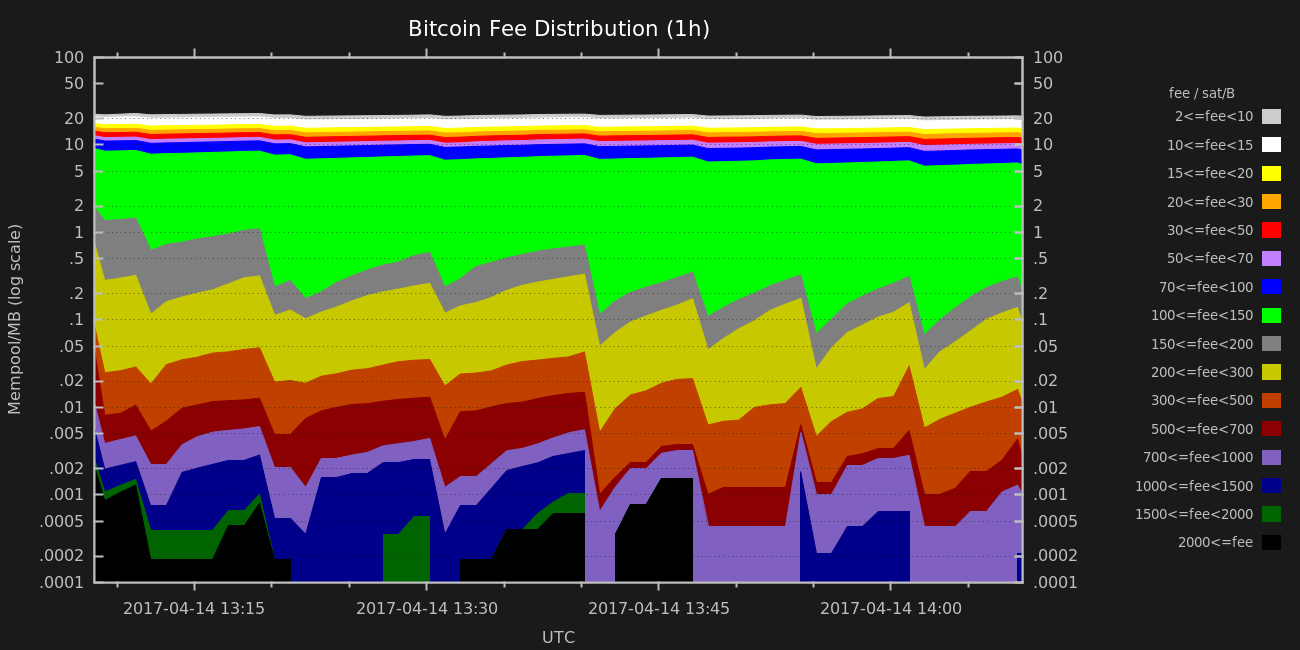 Bitcoin Fee Distribution (1h)
100
50
20
10
5
2
1
.5
.2
.1
.05
.02
.01
.005
.002
.001
.0005
.0002
.0001
Mempool/MB (log scale)
100
50
20
10
5
2
1
.5
.2
.1
.05
.02
.01
.005
.002
.001
.0005
.0002
.0001
2017-04-14 13:15
2017-04-14 13:30
2017-04-14 13:45
2017-04-14 14:00
UTC
fee / sat/B
2<=fee<10
10<=fee<15
15<=fee<20
20<=fee<30
30<=fee<50
50<=fee<70
70<=fee<100
100<=fee<150
150<=fee<200
200<=fee<300
300<=fee<500
500<=fee<700
700<=fee<1000
1000<=fee<1500
1500<=fee<2000
2000<=fee